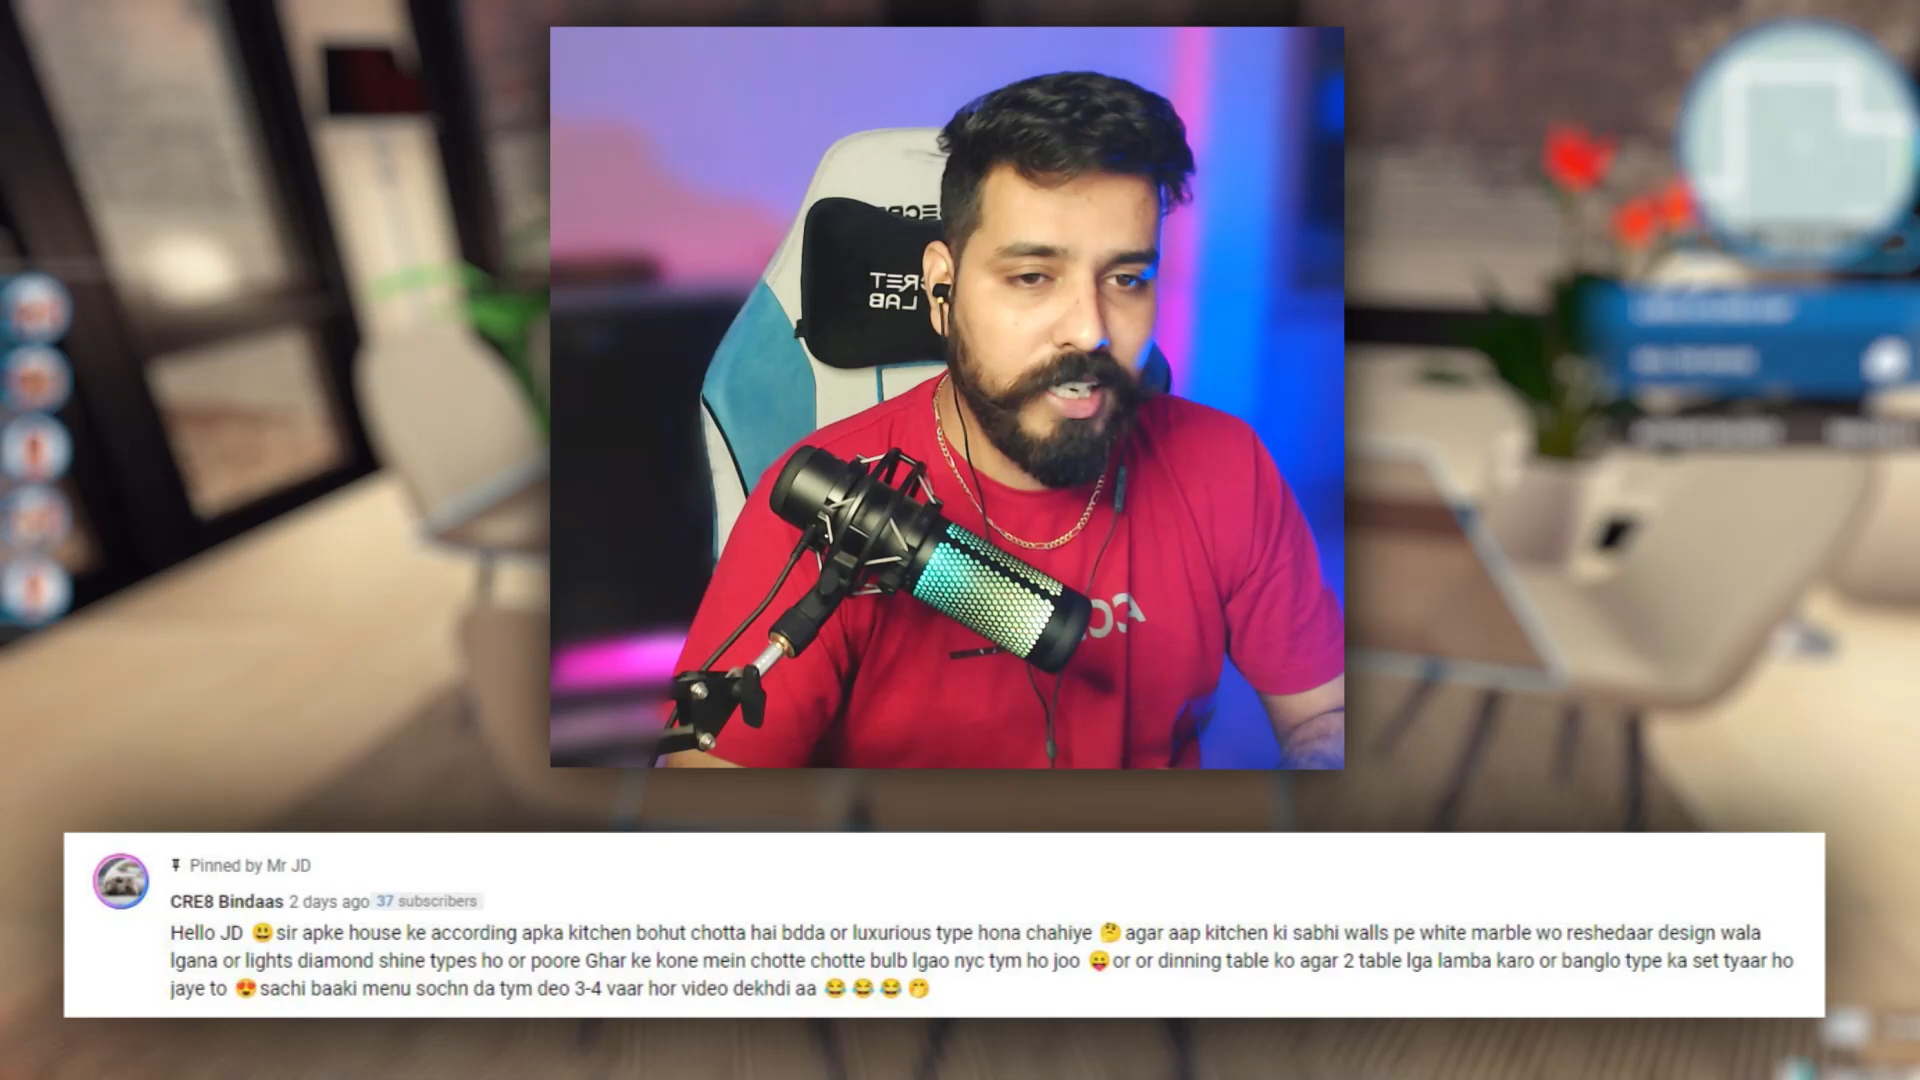 SECRET
SECRET
LAB
Pinned by Mr JD
CRE8 Bindaas 2 days ago 37 subscribers
Hello JD 😃 sir apke house ke according apka kitchen bohut chotta hai bdda or luxurious type hona chahiye 🤔 agar aap kitchen ki sabhi walls pe white marble wo reshedaar design wala
lgana or lights diamond shine types ho or poore Ghar ke kone mein chotte chotte bulb lgao nyc tym ho joo 😛 or or dinning table ko agar 2 table lga lamba karo or banglo type ka set tyaar ho
jaye to 😍 sachi baaki menu sochn da tym deo 3-4 vaar hor video dekhdi aa 😂 😂 😂 🤭